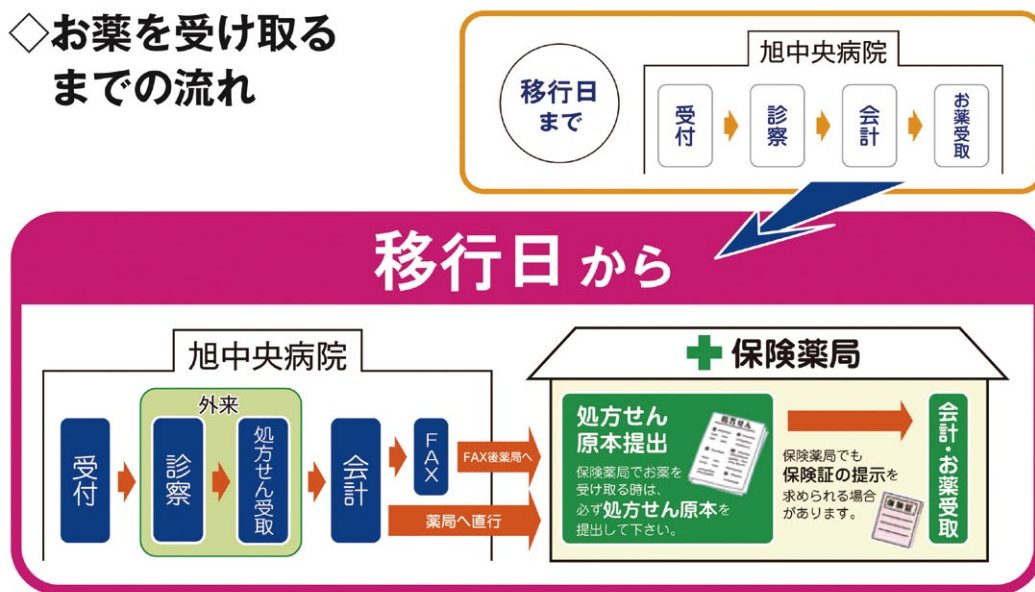 ◇お薬を受け取る
までの流れ
移行日
まで
旭中央病院
受付
診察
会計
お薬受取
移行日から
旭中央病院
外来
受付
診察
処方せん受取
会計
FAX
FAX後薬局へ
薬局へ直行
保険薬局
処方せん
原本提出
処方せん
保険薬局でお薬を
受け取る時は、
必ず処方せん原本を
提出して下さい。
保険薬局でも
保険証の提示を
求められる場合
があります。
保険証
会計・お薬受取